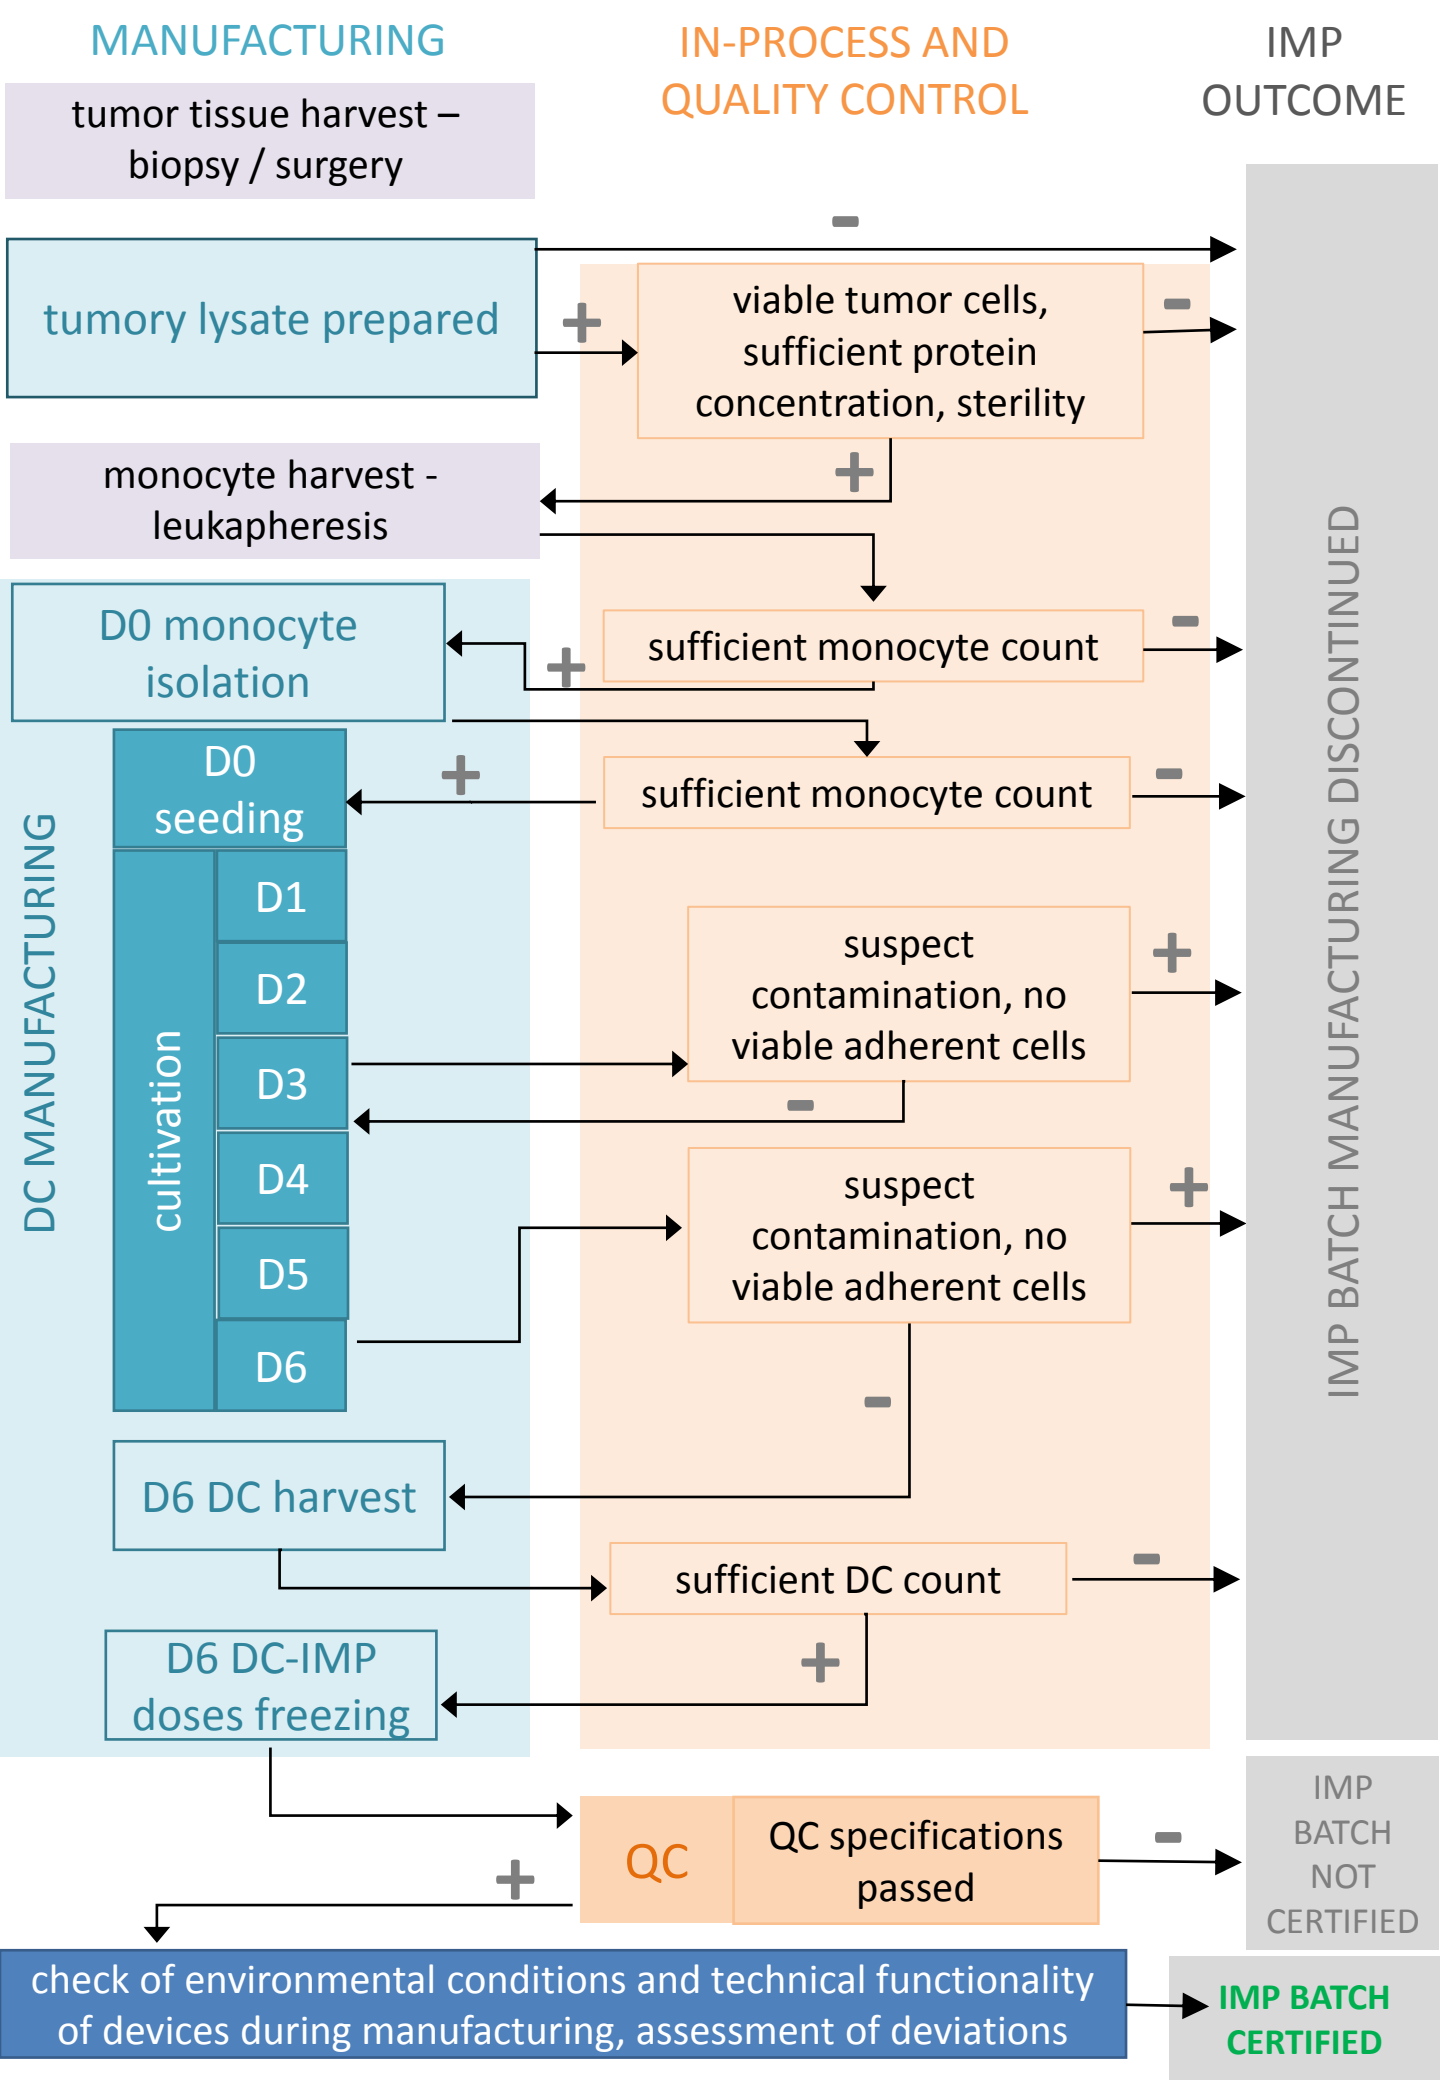 MANUFACTURING
IN-PROCESS AND
QUALITY CONTROL
IMP
OUTCOME
tumor tissue harvest –
biopsy / surgery
-
tumory lysate prepared
+
viable tumor cells,
sufficient protein
concentration, sterility
-
+
monocyte harvest -
leukapheresis
D0 monocyte
isolation
+
sufficient monocyte count
-
D0
seeding
+
sufficient monocyte count
-
DC MANUFACTURING
cultivation
D1
D2
D3
D4
D5
D6
suspect
contamination, no
viable adherent cells
+
-
suspect
contamination, no
viable adherent cells
+
-
IMP BATCH MANUFACTURING DISCONTINUED
D6 DC harvest
sufficient DC count
-
+
D6 DC-IMP
doses freezing
QC
QC specifications
passed
-
+
IMP
BATCH
NOT
CERTIFIED
check of environmental conditions and technical functionality
of devices during manufacturing, assessment of deviations
IMP BATCH
CERTIFIED